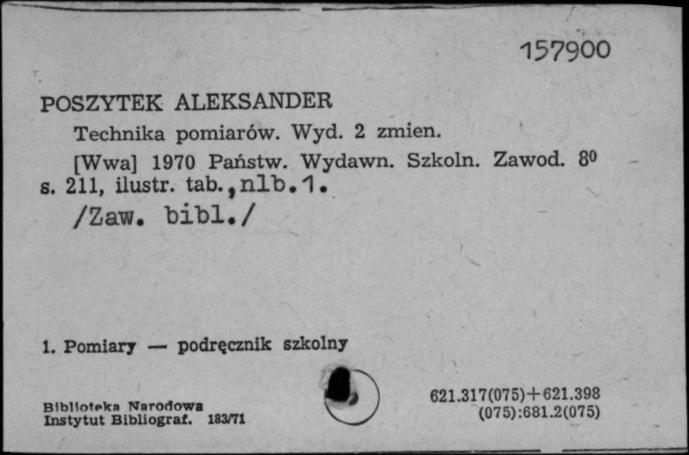 157900
POSZYTEK ALEKSANDER
Technika pomiarów. Wyd. 2 zmien.
[Wwa] 1970 Państw. Wydawn. Szkoln. Zawod. 8⁰
s. 211, ilustr. tab., nlb.1.
/Zaw. bibl./
1. Pomiary — podręcznik szkolny
Biblioteka Narodowa
Instytut Bibliograf. 183/71
621.317(075)+621.398
(075):681.2(075)